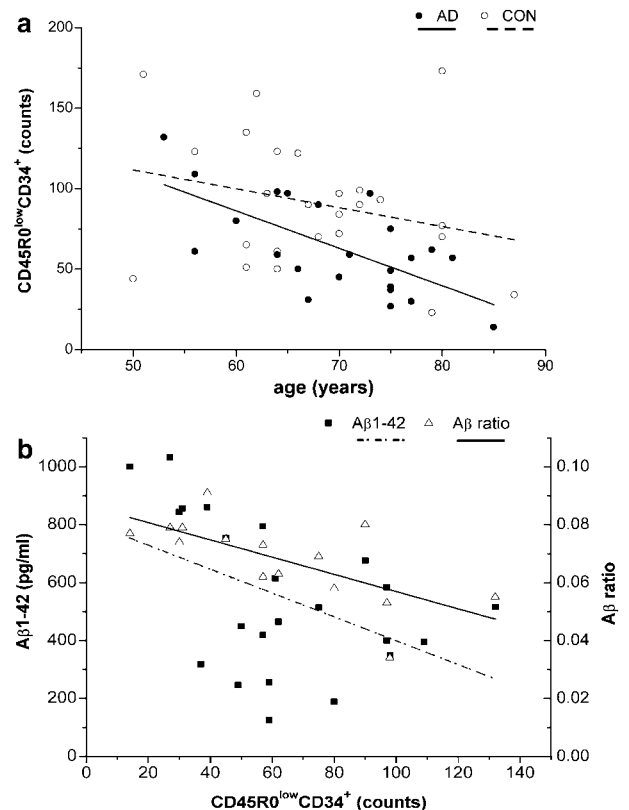 a
AD CON
CD45R0lowCD34+ (counts)
200
150
100
50
0
50 60 70 80 90
age (years)
b
Aβ1-42 Aβ ratio
Aβ1-42 (pg/ml)
1000
800
600
400
200
0
0.10
0.08
0.06
0.04
0.02
0.00
Aβ ratio
0 20 40 60 80 100 120 140
CD45R0lowCD34+ (counts)